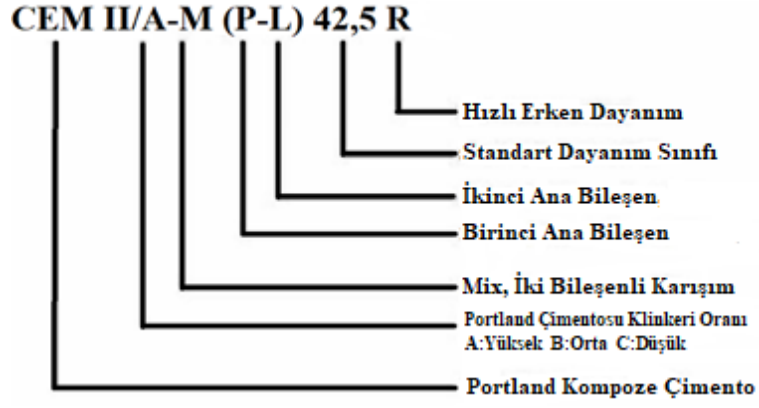 CEM II/A-M (P-L) 42,5 R
Hızlı Erken Dayanım
Standart Dayanım Sınıfı
İkinci Ana Bileşen
Birinci Ana Bileşen
Mix, İki Bileşenli Karışım
Portland Çimentosu Klinkeri Oranı
A:Yüksek B:Orta C:Düşük
Portland Kompoze Çimento